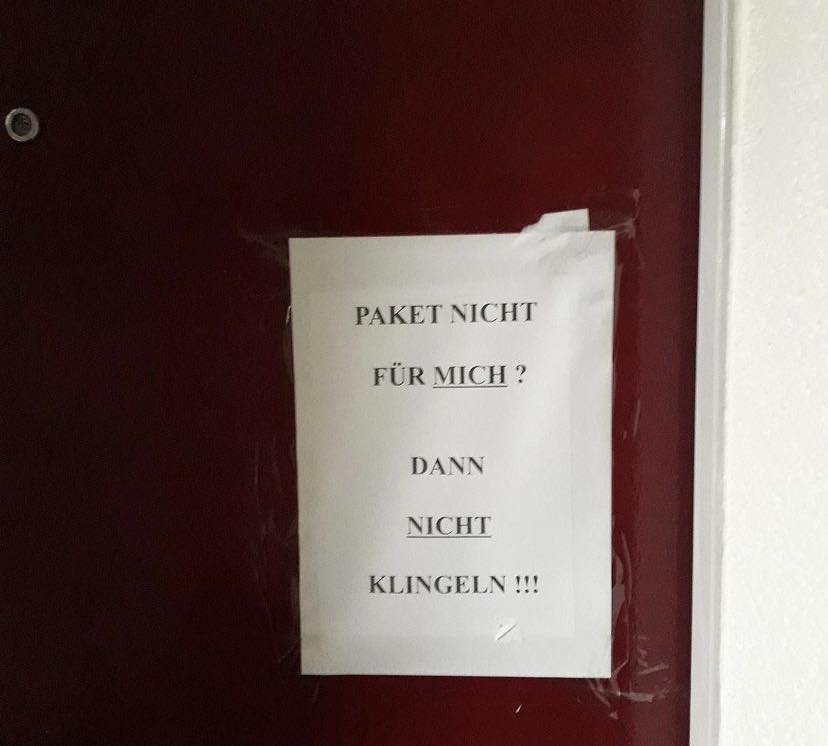 PAKET NICHT
FÜR MICH ?
DANN
NICHT
KLINGELN !!!